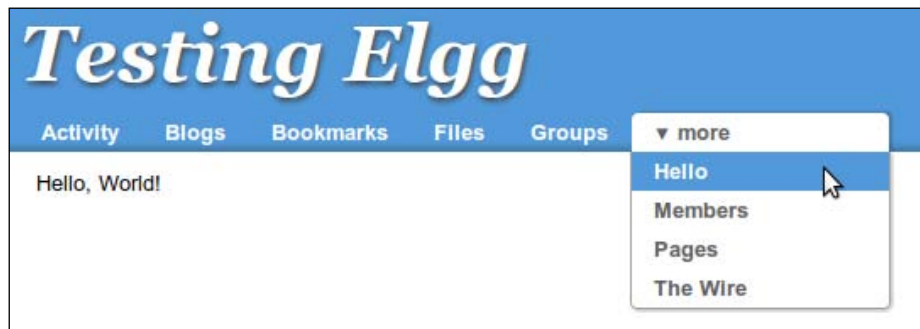 Testing Elgg
Activity Blogs Bookmarks Files Groups ▼ more
Hello, World!
Hello
Members
Pages
The Wire